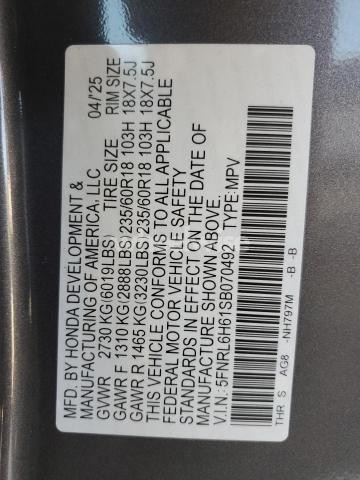 MFD. BY HONDA DEVELOPMENT &
MANUFACTURING OF AMERICA, LLC 04/25
GVWR 2730 KG(6019LBS) TIRE SIZE RIM SIZE
GAWR F 1310 KG(2888LBS)235/60R18 103H 18X7.5J
GAWR R 1465 KG(3230LBS)235/60R18 103H 18X7.5J
THIS VEHICLE CONFORMS TO ALL APPLICABLE
FEDERAL MOTOR VEHICLE SAFETY
STANDARDS IN EFFECT ON THE DATE OF
MANUFACTURE SHOWN ABOVE.
V.I.N.: 5FNRL6H61SB070492 TYPE:MPV
THR S AG8 -NH797M -B -B